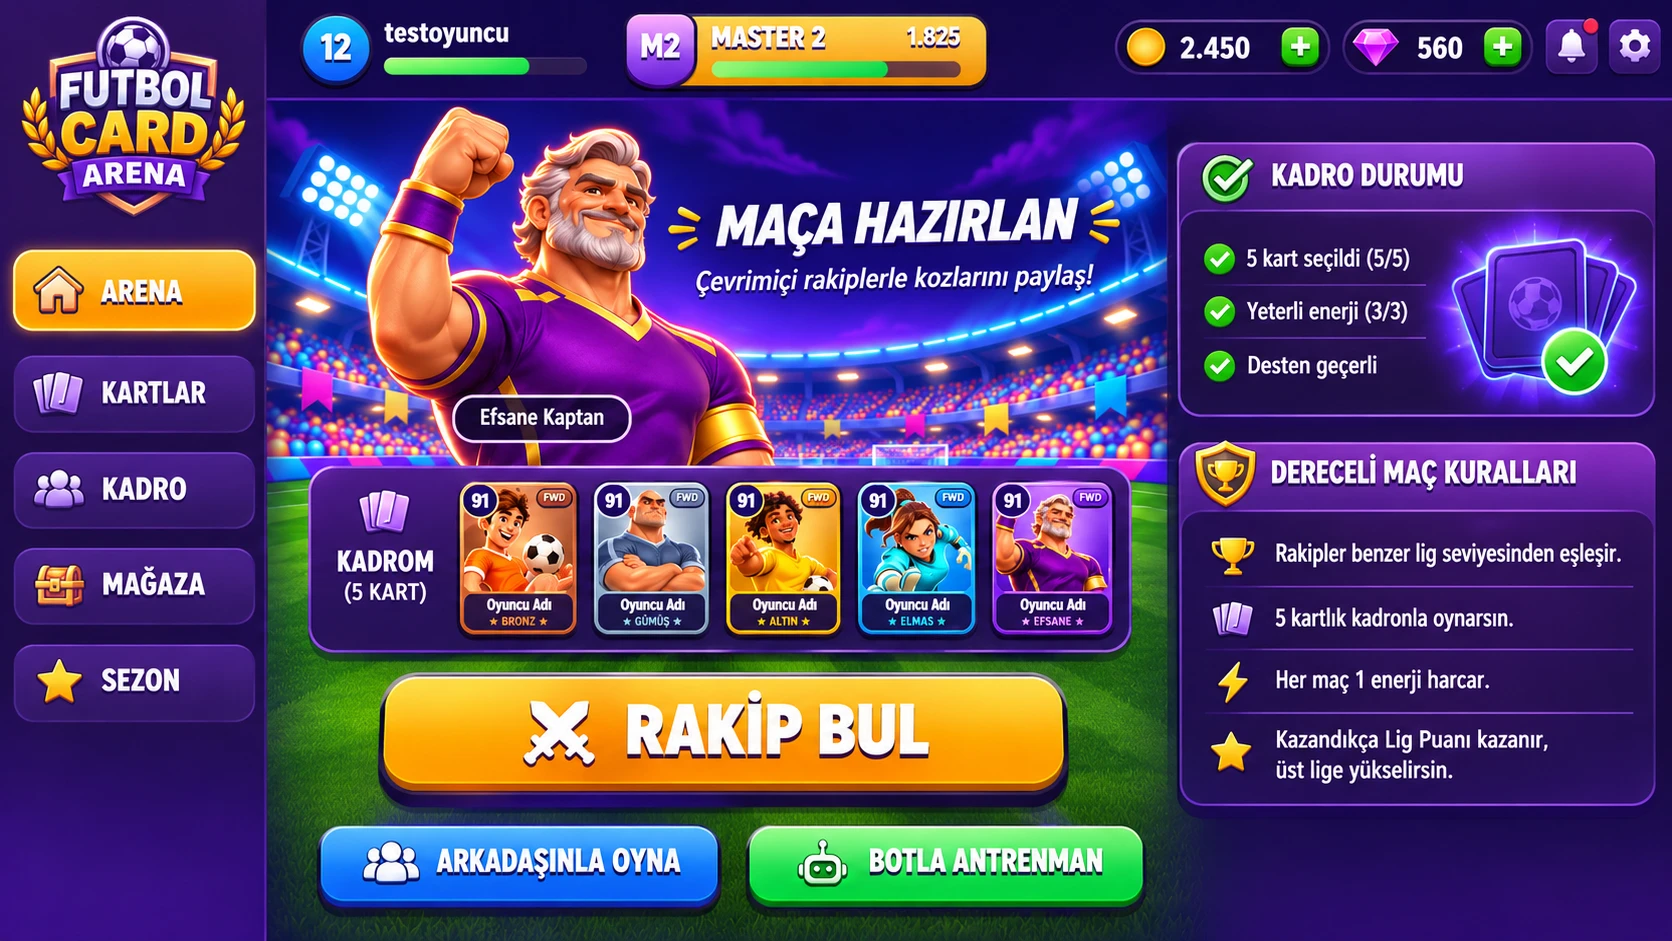 FUTBOL
CARD
ARENA
12
testoyuncu
M2
MASTER 2
1.825
2.450
560
ARENA
KARTLAR
KADRO
MAĞAZA
SEZON
MAÇA HAZIRLAN
Çevrimiçi rakiplerle kozlarını paylaş!
Efsane Kaptan
KADROM
(5 KART)
91 FWD
Oyuncu Adı
BRONZ
91 FWD
Oyuncu Adı
GÜMÜŞ
91 FWD
Oyuncu Adı
ALTIN
91 FWD
Oyuncu Adı
ELMAS
91 FWD
Oyuncu Adı
EFSANE
RAKİP BUL
ARKADAŞINLA OYNA
BOTLA ANTRENMAN
KADRO DURUMU
5 kart seçildi (5/5)
Yeterli enerji (3/3)
Desten geçerli
DERECELİ MAÇ KURALLARI
Rakipler benzer lig seviyesinden eşleşir.
5 kartlık kadronla oynarsın.
Her maç 1 enerji harcar.
Kazandıkça Lig Puanı kazanır,
üst lige yükselirsin.